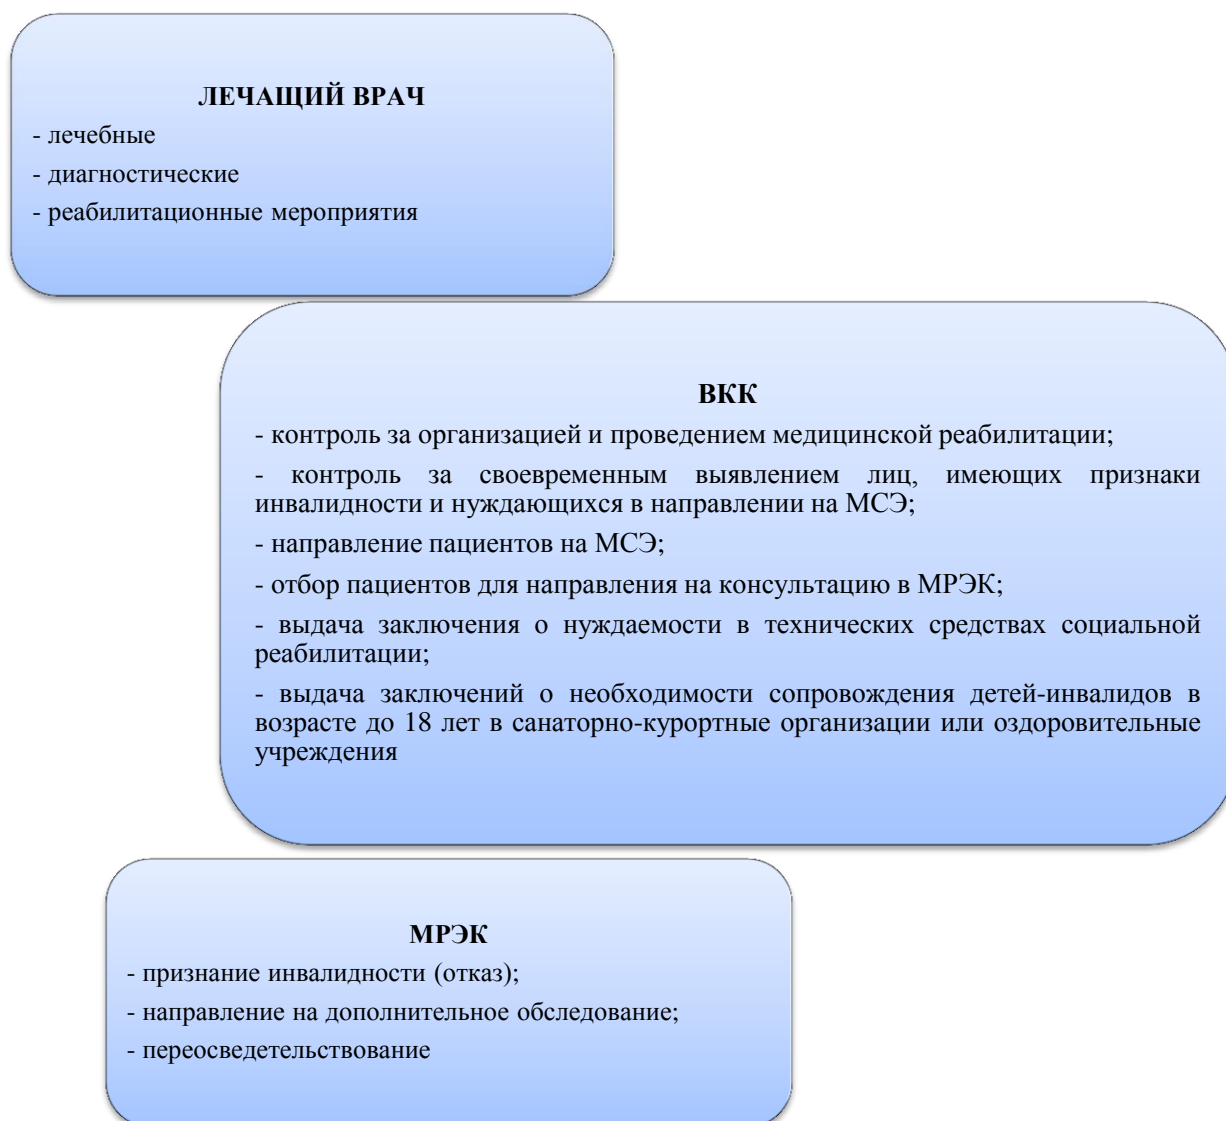 ЛЕЧАЩИЙ ВРАЧ
- лечебные
- диагностические
- реабилитационные мероприятия
ВКК
- контроль за организацией и проведением медицинской реабилитации;
- контроль за своевременным выявлением лиц, имеющих признаки
инвалидности и нуждающихся в направлении на МСЭ;
- направление пациентов на МСЭ;
- отбор пациентов для направления на консультацию в МРЭК;
- выдача заключения о нуждаемости в технических средствах социальной
реабилитации;
- выдача заключений о необходимости сопровождения детей-инвалидов в
возрасте до 18 лет в санаторно-курортные организации или оздоровительные
учреждения
МРЭК
- признание инвалидности (отказ);
- направление на дополнительное обследование;
- переосведетельствование